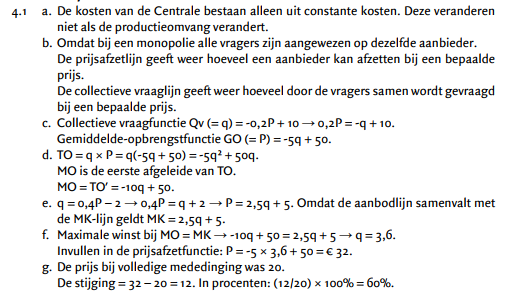 4.1 a. De kosten van de Centrale bestaan alleen uit constante kosten. Deze veranderen
niet als de productieomvang verandert.
b. Omdat bij een monopolie alle vragers zijn aangewezen op dezelfde aanbieder.
De prijsafzetlijn geeft weer hoeveel een aanbieder kan afzetten bij een bepaalde
prijs.
De collectieve vraaglijn geeft weer hoeveel door de vragers samen wordt gevraagd
bij een bepaalde prijs.
c. Collectieve vraagfunctie Qv (= q) = -0,2P + 10 → 0,2P = -q + 10.
Gemiddelde-opbrengstfunctie GO (= P) = -5q + 50.
d. TO = q × P = q(-5q + 50) = -5q² + 50q.
MO is de eerste afgeleide van TO.
MO = TO' = -10q + 50.
e. q = 0,4P – 2 → 0,4P = q + 2 → P = 2,5q + 5. Omdat de aanbodlijn samenvalt met
de MK-lijn geldt MK = 2,5q + 5.
f. Maximale winst bij MO = MK → -10q + 50 = 2,5q + 5 → q = 3,6.
Invullen in de prijsafzetfunctie: P = -5 × 3,6 + 50 = € 32.
g. De prijs bij volledige mededinging was 20.
De stijging = 32 – 20 = 12. In procenten: (12/20) × 100% = 60%.